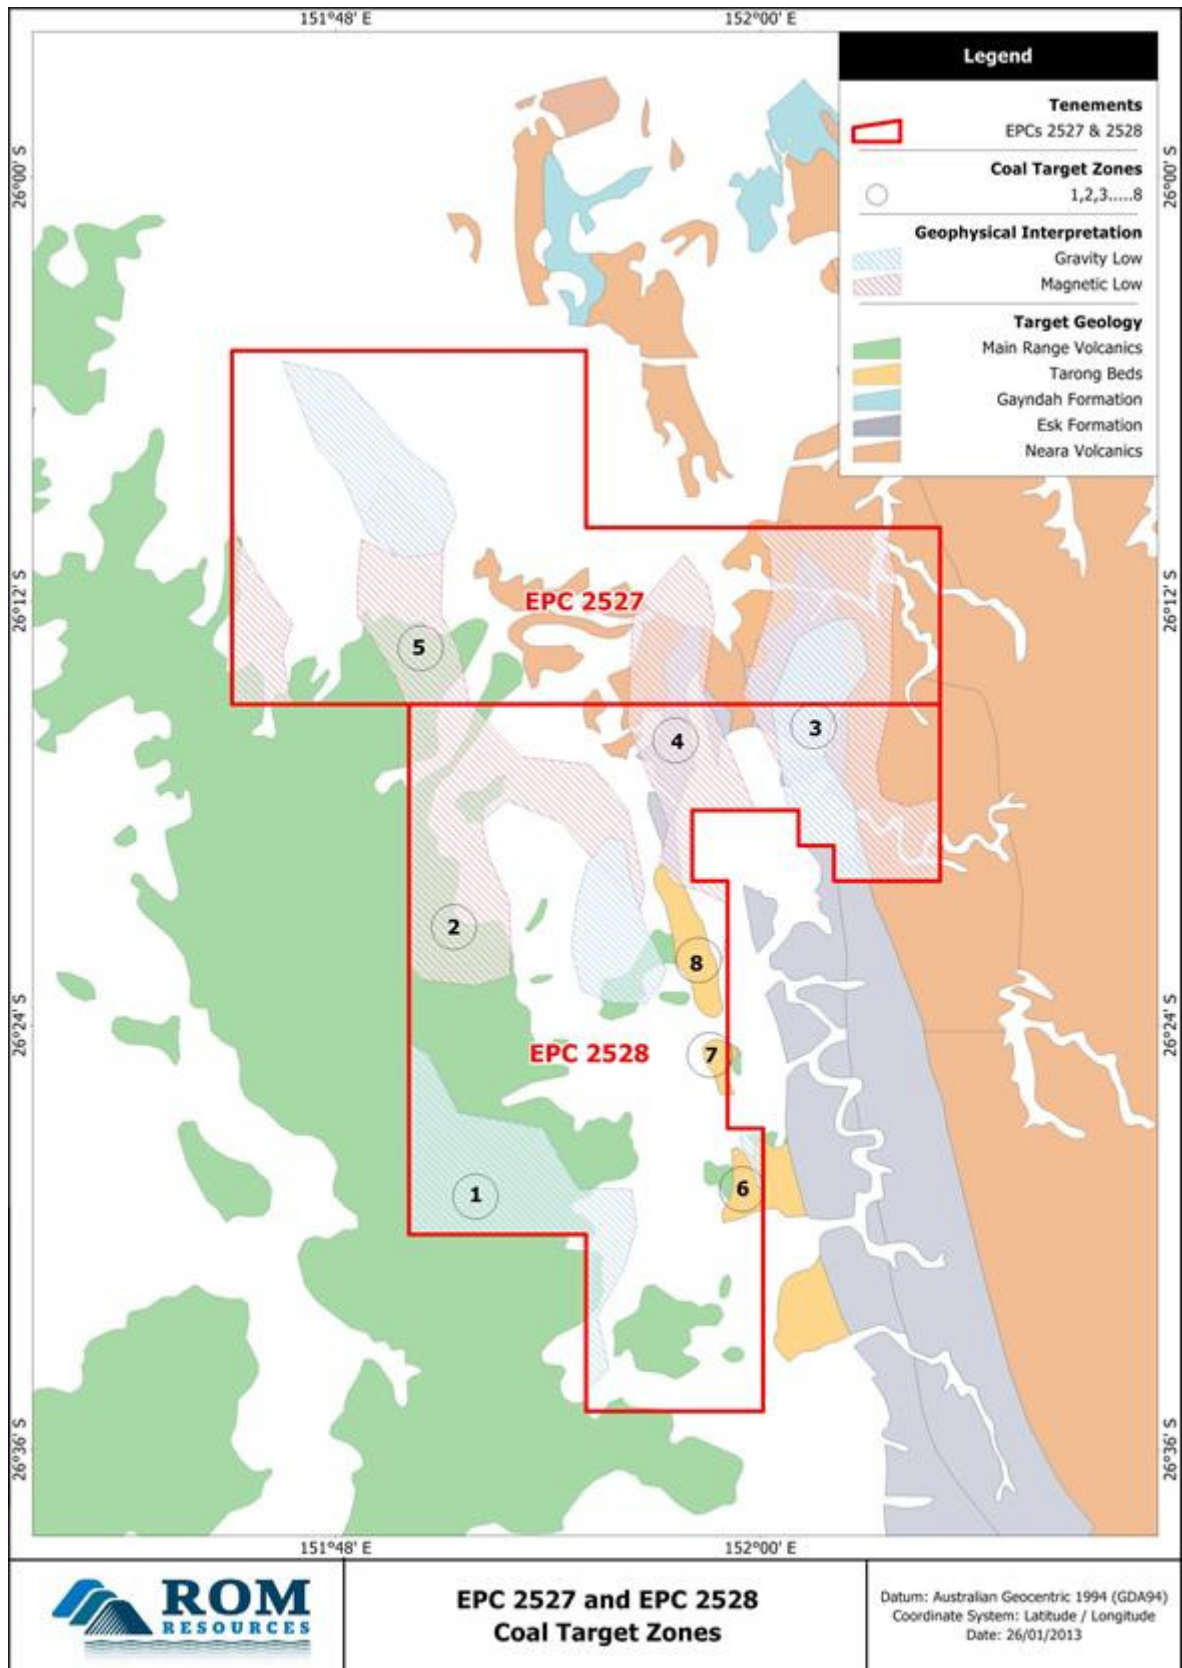 151°48' E
152°00' E
Legend
Tenements
EPCs 2527 & 2528
Coal Target Zones
1,2,3.....8
Geophysical Interpretation
Gravity Low
Magnetic Low
Target Geology
Main Range Volcanics
Tarong Beds
Gayndah Formation
Esk Formation
Neara Volcanics
26°00' S
26°00' S
26°12' S
26°12' S
EPC 2527
5
4
3
2
8
26°24' S
26°24' S
EPC 2528
7
1
6
26°36' S
26°36' S
151°48' E
152°00' E
ROM
RESOURCES
EPC 2527 and EPC 2528
Coal Target Zones
Datum: Australian Geocentric 1994 (GDA94)
Coordinate System: Latitude / Longitude
Date: 26/01/2013